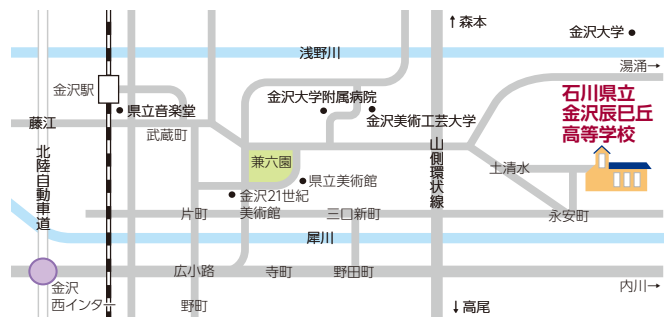 ↑森本
金沢大学
浅野川
湯涌→
金沢駅
石川県立
金沢辰巳丘
高等学校
県立音楽堂
金沢大学附属病院
金沢美術工芸大学
藤江
武蔵町
北陸自動車道
兼六園
山側環状線
土清水
県立美術館
金沢21世紀
美術館
片町
三口新町
永安町
犀川
金沢
西インター
広小路
寺町
野田町
内川→
野町
↓高尾